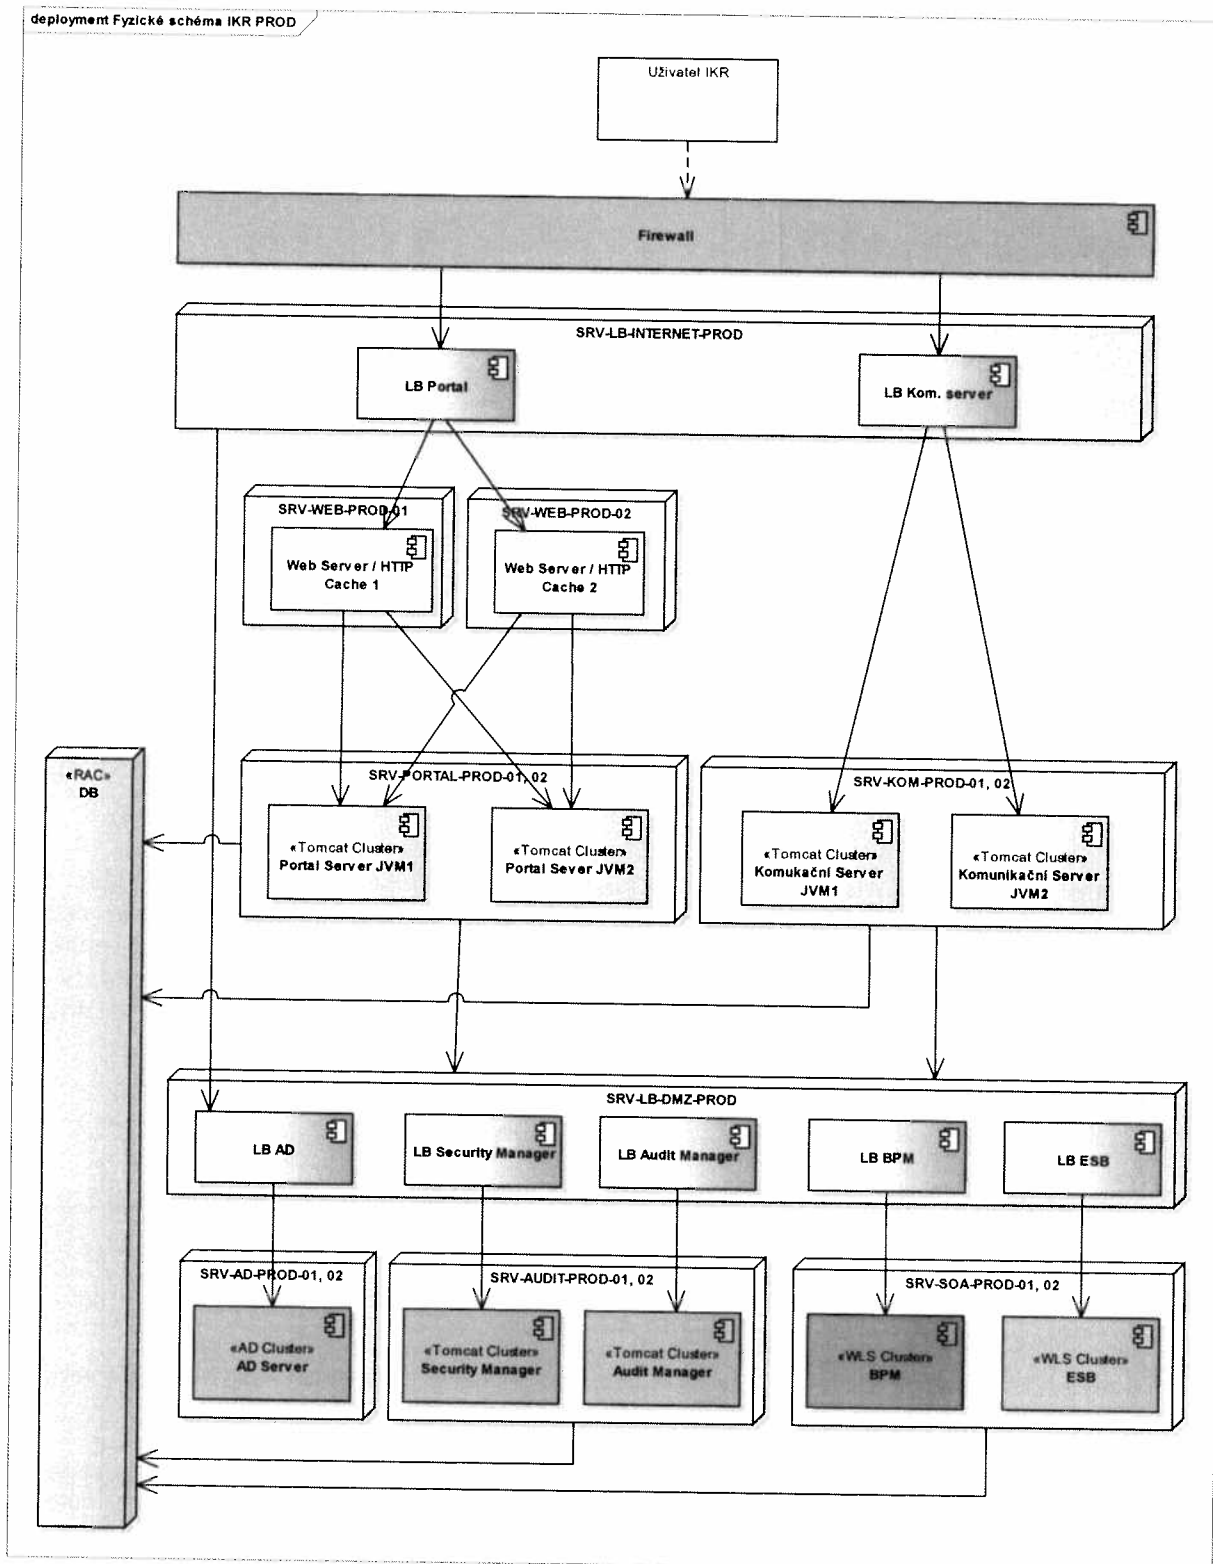 deployment Fyzické schéma IKR PROD
Uživatel IKR
Firewall
SRV-LB-INTERNET-PROD
LB Portal
LB Kom. server
SRV-WEB-PROD-01
SRV-WEB-PROD-02
Web Server / HTTP
Cache 1
Web Server / HTTP
Cache 2
«RAC»
DB
SRV-PORTAL-PROD-01, 02
SRV-KOM-PROD-01, 02
«Tomcat Cluster»
Portal Server JVM1
«Tomcat Cluster»
Portal Sever JVM2
«Tomcat Cluster»
Komukační Server
JVM1
«Tomcat Cluster»
Komunikační Server
JVM2
SRV-LB-DMZ-PROD
LB AD
LB Security Manager
LB Audit Manager
LB BPM
LB ESB
SRV-AD-PROD-01, 02
SRV-AUDIT-PROD-01, 02
SRV-SOA-PROD-01, 02
«AD Cluster»
AD Server
«Tomcat Cluster»
Security Manager
«Tomcat Cluster»
Audit Manager
«WLS Cluster»
BPM
«WLS Cluster»
ESB